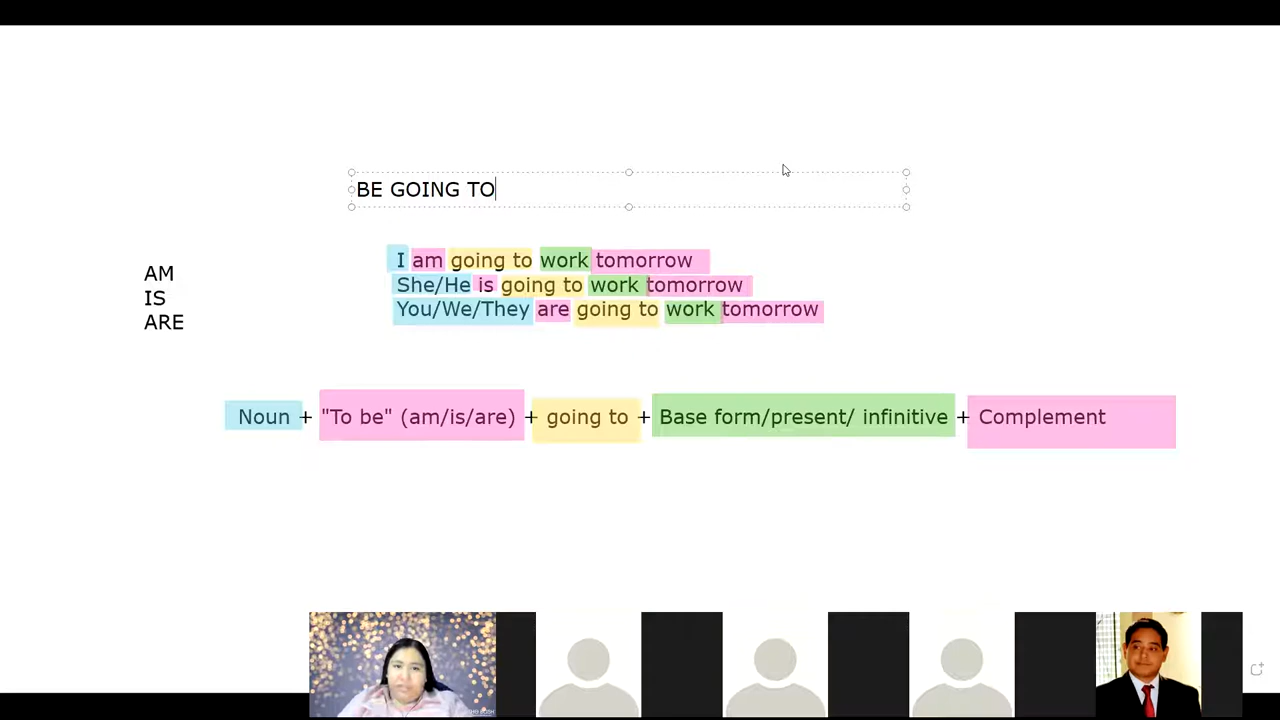 BE GOING TO
I am going to work tomorrow
She/He is going to work tomorrow
You/We/They are going to work tomorrow
AM
IS
ARE
Noun + "To be" (am/is/are) + going to + Base form/present/ infinitive + Complement